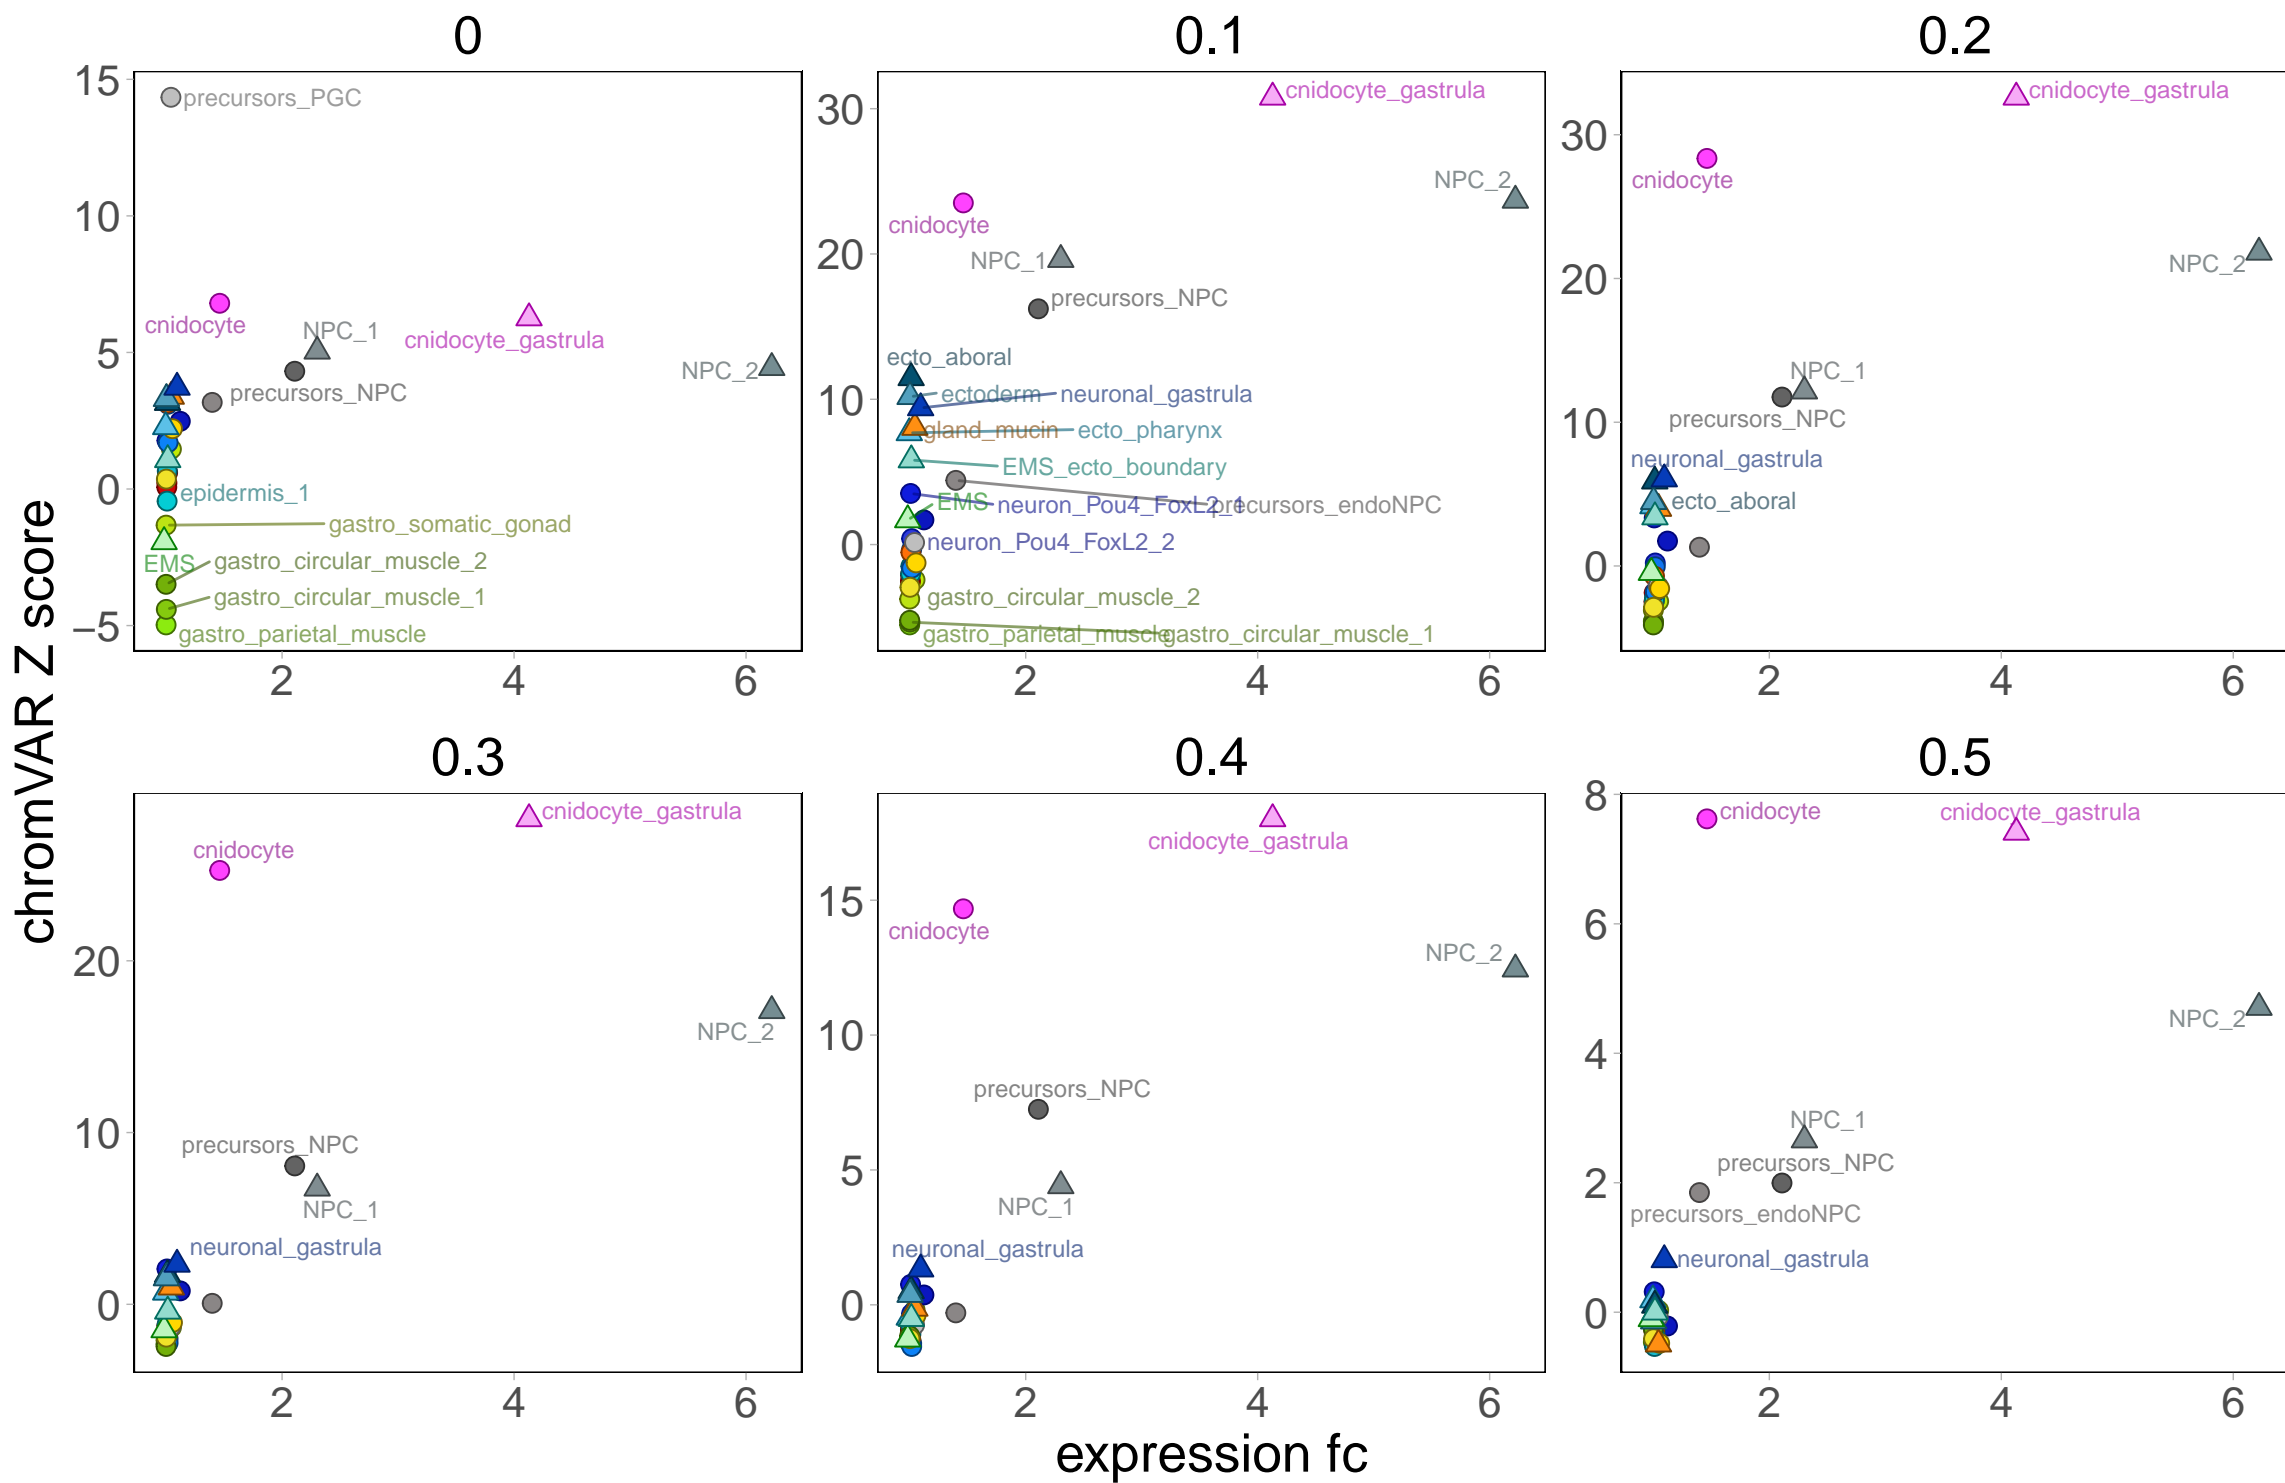 0
0.1
0.2
15
10
5
0
−5
precursors_PGC
cnidocyte
NPC_1
cnidocyte_gastrula
NPC_2
precursors_NPC
epidermis_1
gastro_somatic_gonad
EMS
gastro_circular_muscle_2
gastro_circular_muscle_1
gastro_parietal_muscle
2
4
6
30
20
10
0
cnidocyte_gastrula
NPC_2
cnidocyte
NPC_1
precursors_NPC
ecto_aboral
ectoderm
neuronal_gastrula
gland_mucin
ecto_pharynx
EMS_ecto_boundary
EMS
neuron_Pou4_FoxL2_1
precursors_endoNPC
neuron_Pou4_FoxL2_2
gastro_circular_muscle_2
gastro_parietal_muscle
gastro_circular_muscle_1
2
4
6
30
20
10
0
cnidocyte_gastrula
cnidocyte
NPC_2
NPC_1
precursors_NPC
neuronal_gastrula
ecto_aboral
2
4
6
chromVAR Z score
0.3
0.4
0.5
20
10
0
cnidocyte_gastrula
cnidocyte
NPC_2
precursors_NPC
NPC_1
neuronal_gastrula
2
4
6
15
10
5
0
cnidocyte_gastrula
cnidocyte
NPC_2
precursors_NPC
NPC_1
neuronal_gastrula
2
4
6
8
6
4
2
0
cnidocyte
cnidocyte_gastrula
NPC_2
NPC_1
precursors_NPC
precursors_endoNPC
neuronal_gastrula
2
4
6
expression fc